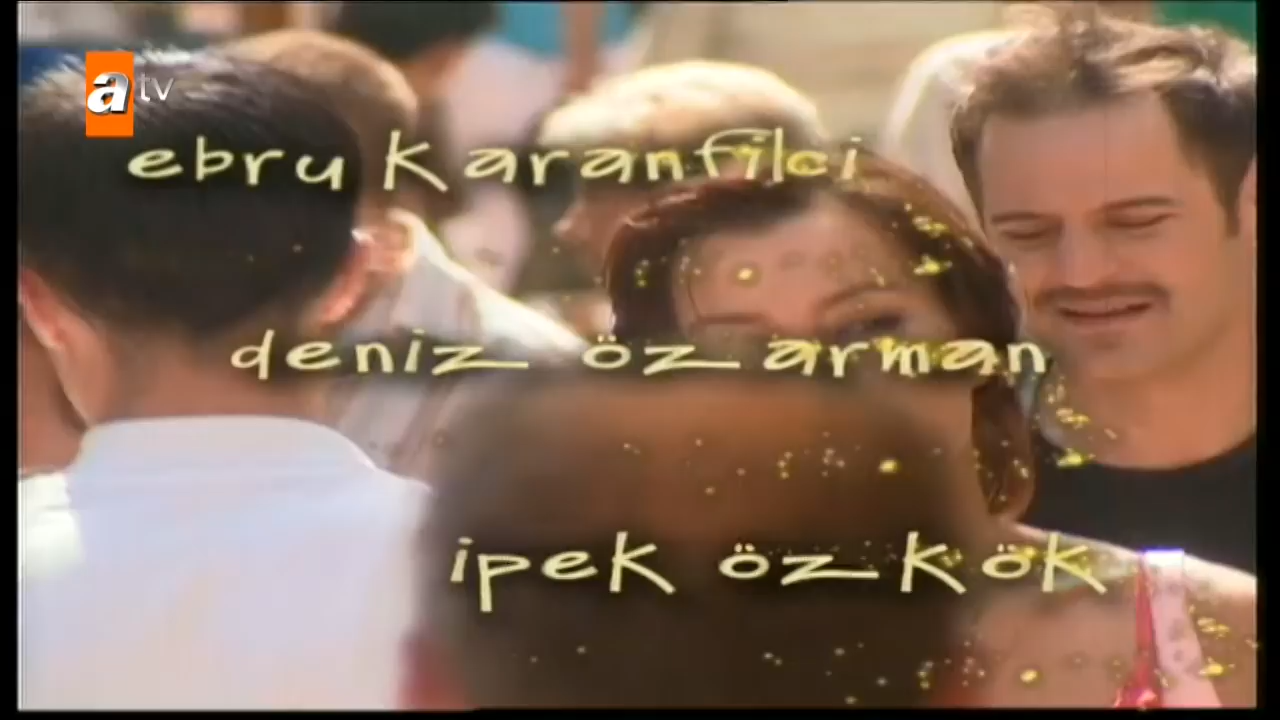 atv
ebru karanfilci
deniz özarman
ipek özkök